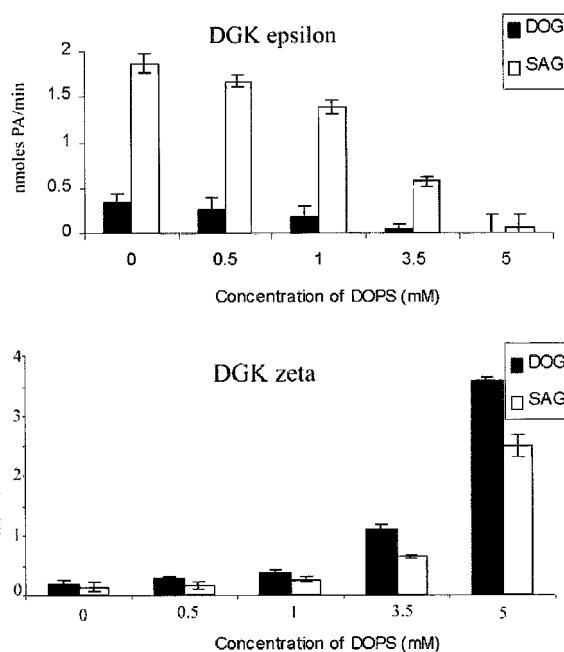 DGK epsilon
DOG
SAG
nmoles PA/min
2
1.5
1
0.5
0
0 0.5 1 3.5 5
Concentration of DOPS (mM)
DGK zeta
DOG
SAG
4
3
2
1
0
0 0.5 1 3.5 5
Concentration of DOPS (mM)